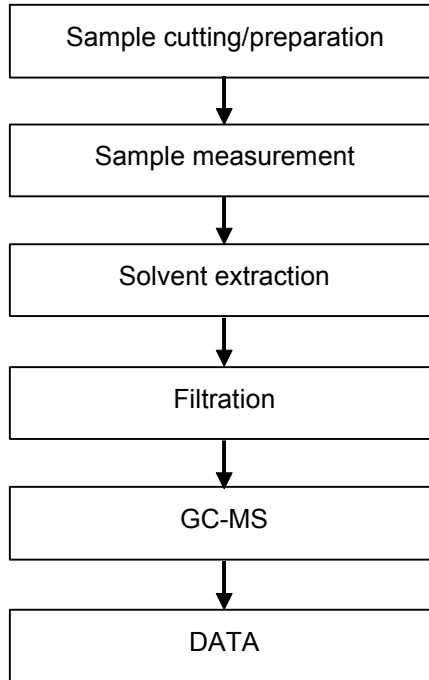 Sample cutting/preparation
Sample measurement
Solvent extraction
Filtration
GC-MS
DATA